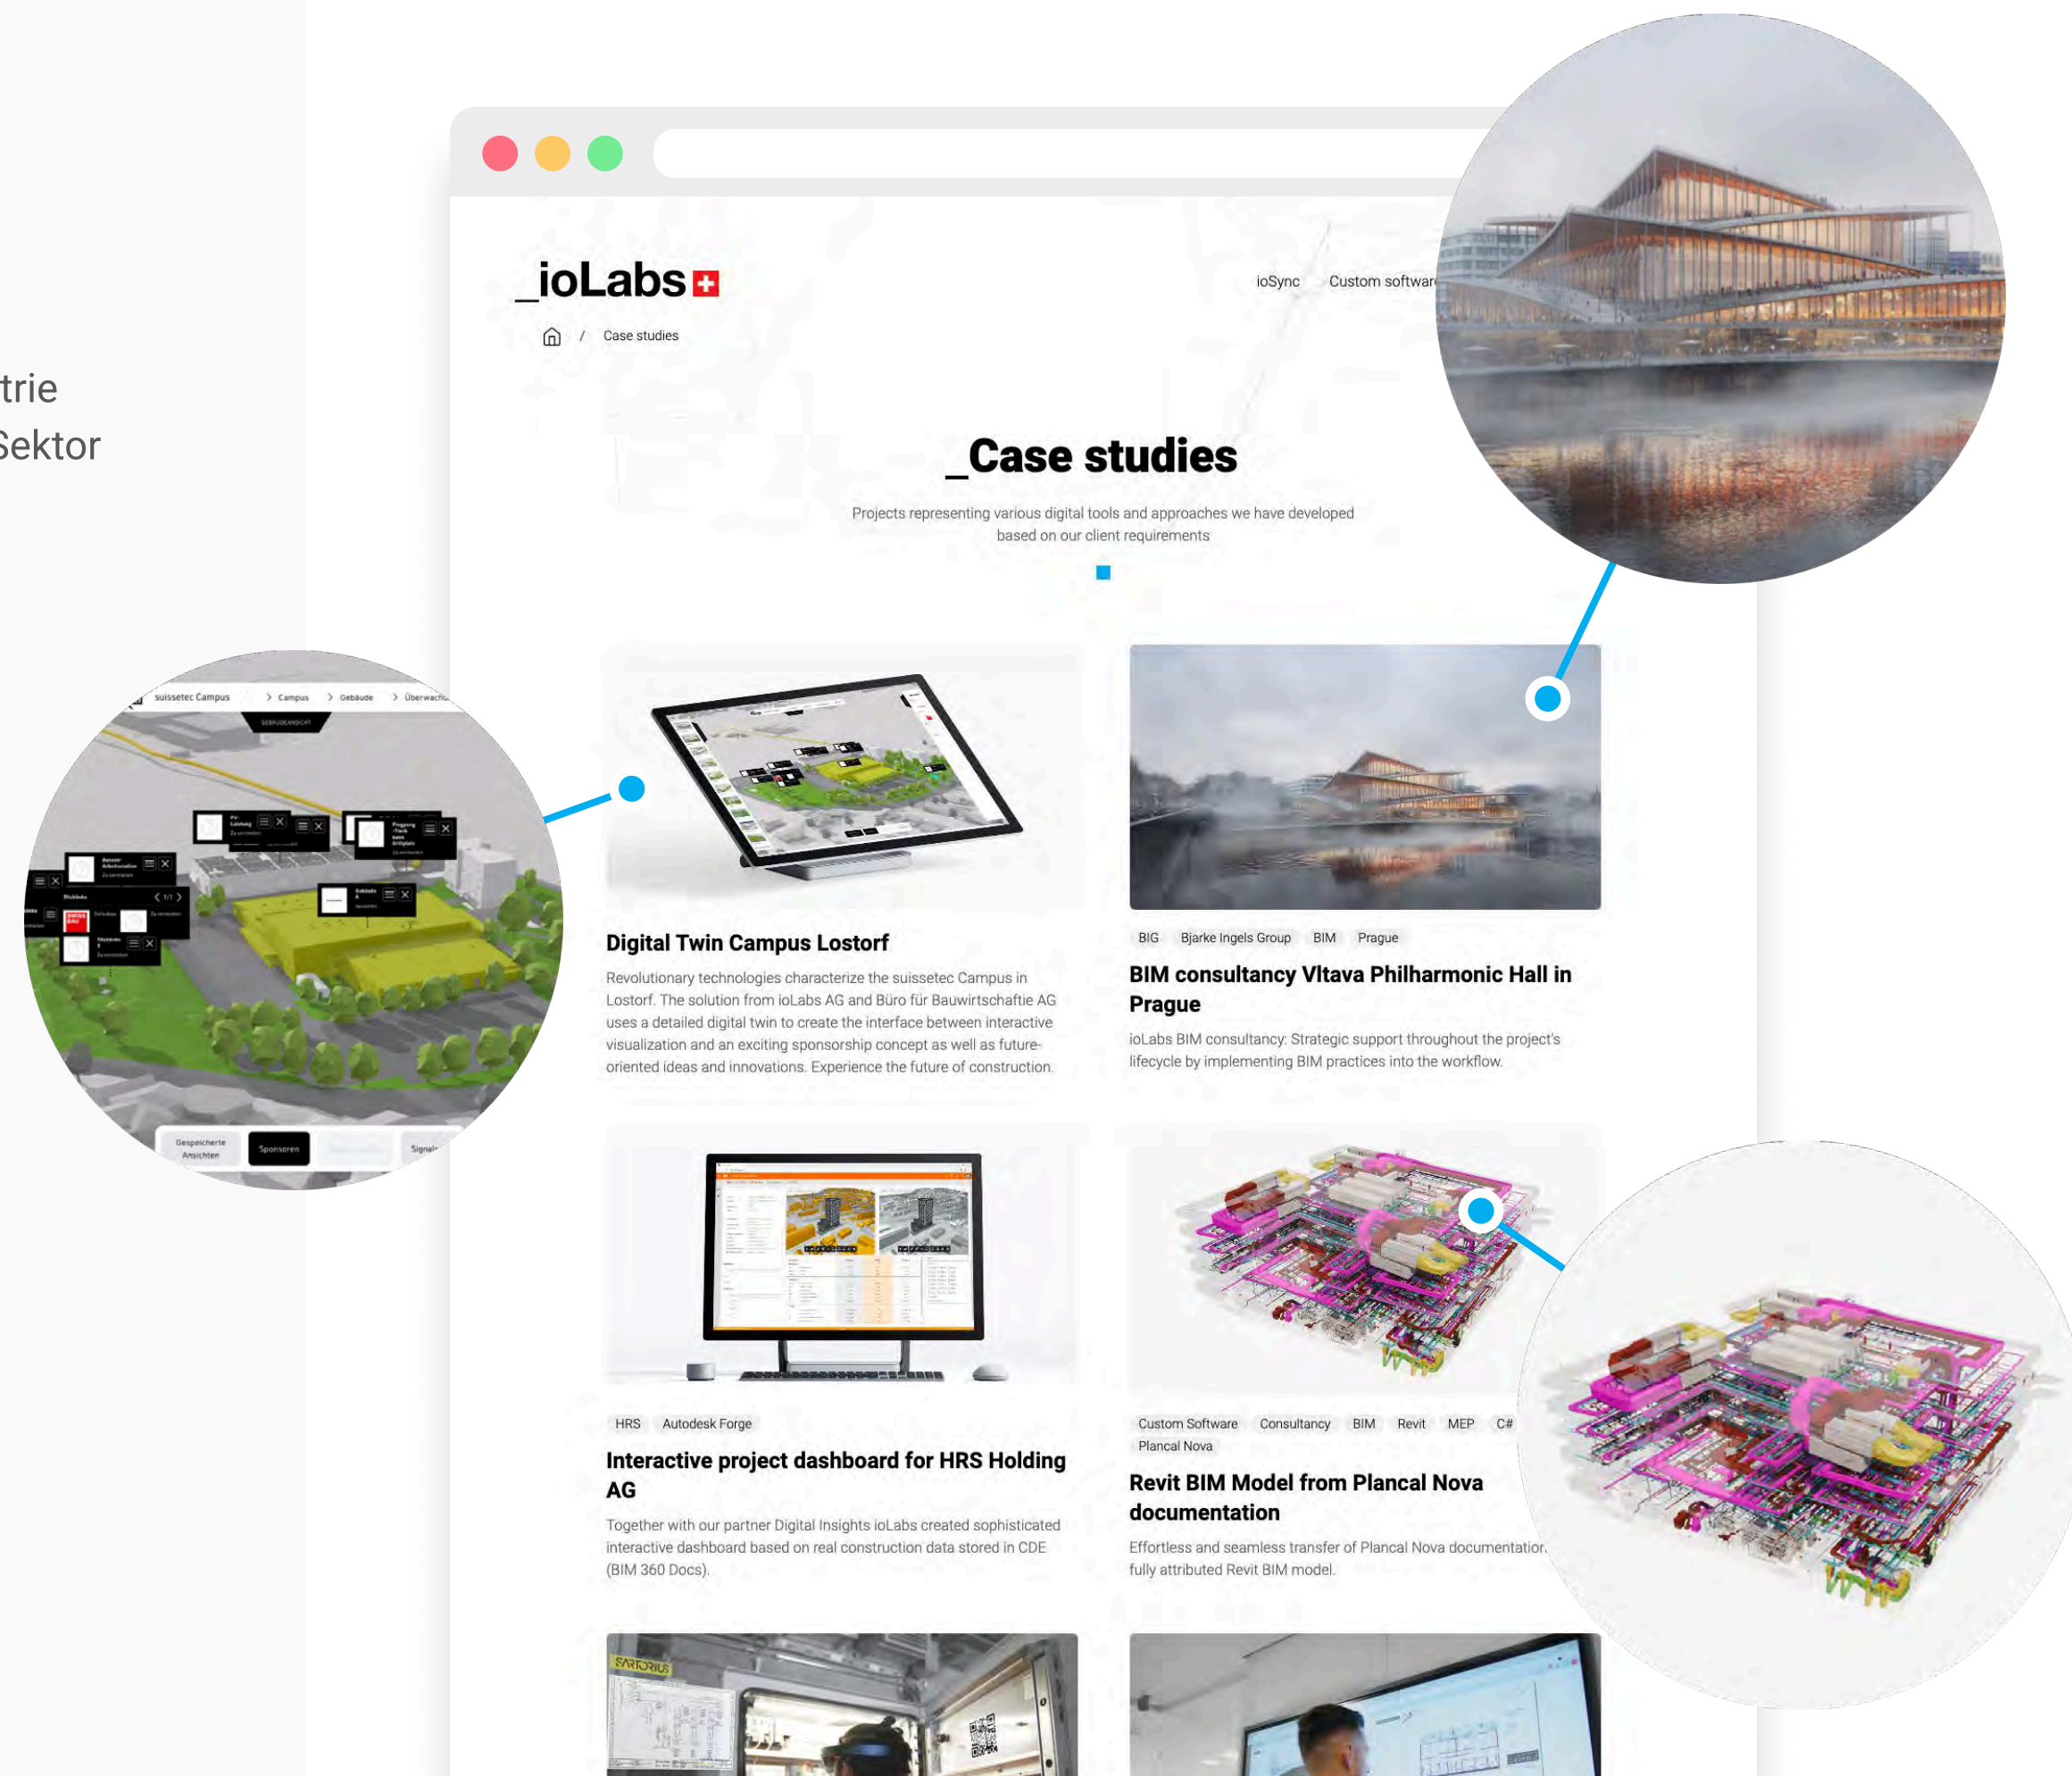 trie
Sektor
_ioLabs
ioSync Custom software
/ Case studies
_Case studies
Projects representing various digital tools and approaches we have developed
based on our client requirements
suissetec Campus > Campus > Gebäude
GEBÄUDEANSICHT
Zu vermieten
1/1
SWISS
BAU
Gespeicherte
Ansichten
Sponsoren
Digital Twin Campus Lostorf
Revolutionary technologies characterize the suissetec Campus in
Lostorf. The solution from ioLabs AG and Büro für Bauwirtschaftie AG
uses a detailed digital twin to create the interface between interactive
visualization and an exciting sponsorship concept as well as future-
oriented ideas and innovations. Experience the future of construction.
BIG Bjarke Ingels Group BIM Prague
BIM consultancy Vltava Philharmonic Hall in
Prague
ioLabs BIM consultancy: Strategic support throughout the project's
lifecycle by implementing BIM practices into the workflow.
HRS Autodesk Forge
Interactive project dashboard for HRS Holding
AG
Together with our partner Digital Insights ioLabs created sophisticated
interactive dashboard based on real construction data stored in CDE
(BIM 360 Docs).
Custom Software Consultancy BIM Revit MEP C#
Plancal Nova
Revit BIM Model from Plancal Nova
documentation
Effortless and seamless transfer of Plancal Nova documentation
fully attributed Revit BIM model.
SARTORIUS